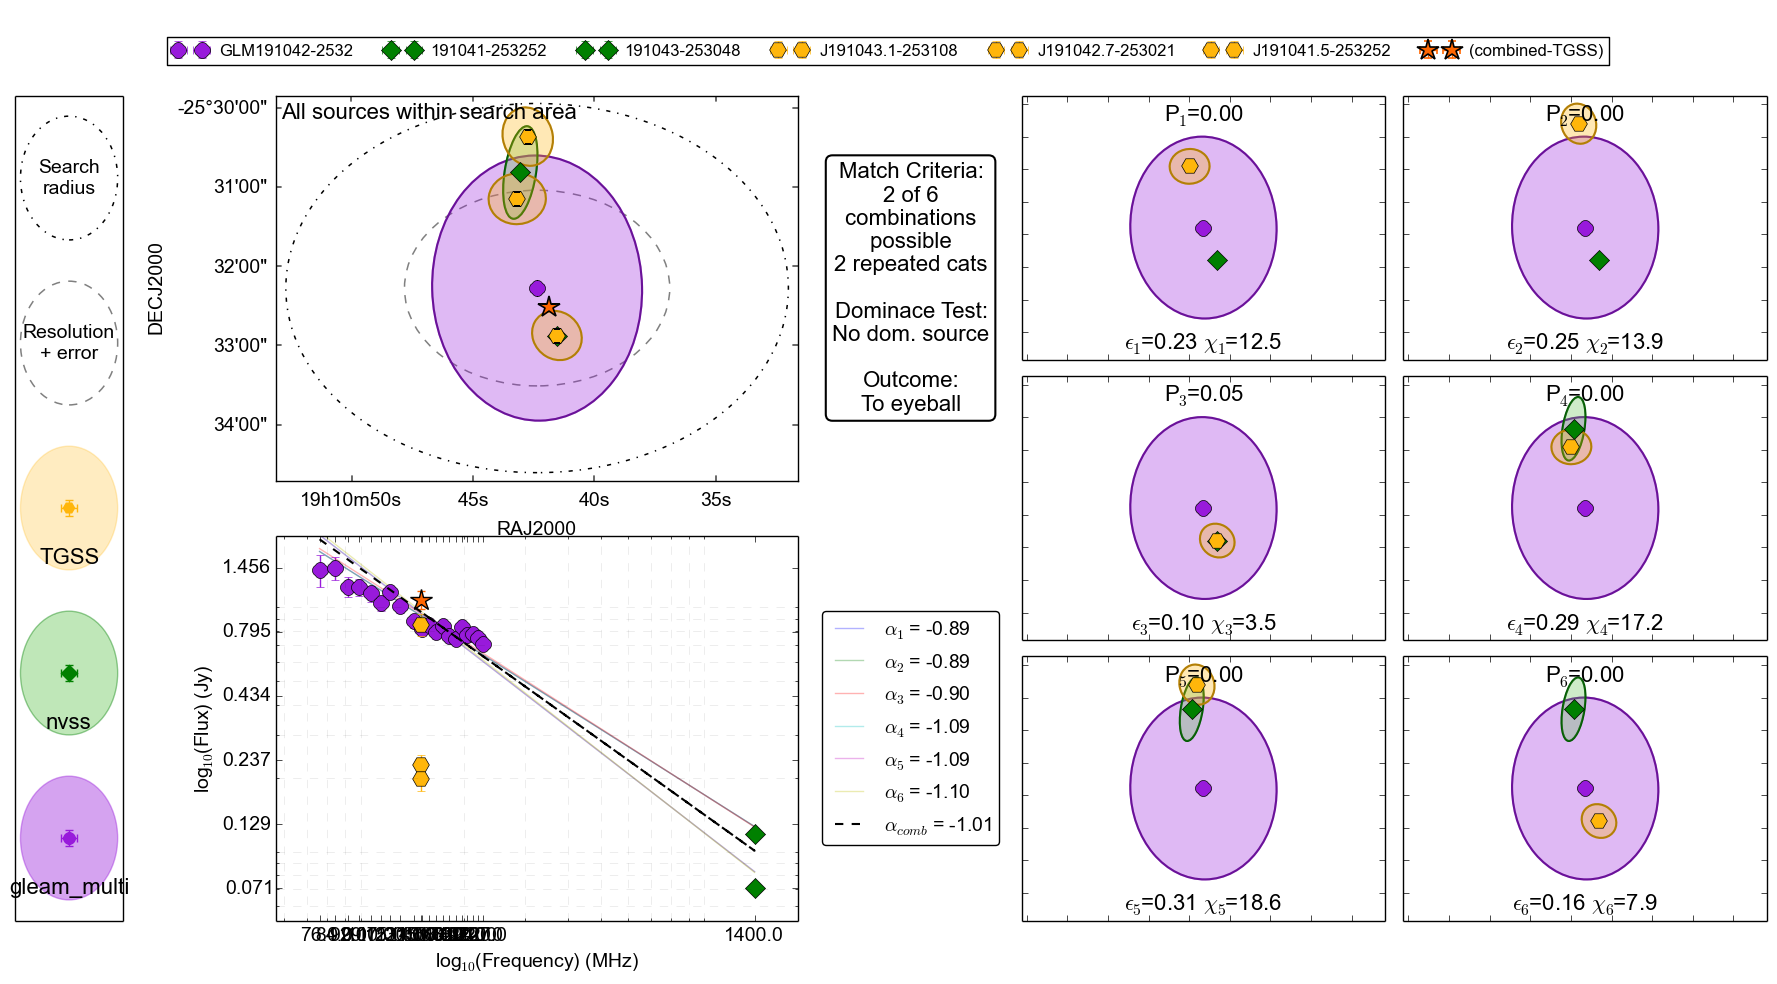 GLM191042-2532 191041-253252 191043-253048 J191043.1-253108 J191042.7-253021 J191041.5-253252 (combined-TGSS)
Search
radius
Resolution
+ error
TGSS
nvss
gleam_multi
All sources within search area
-25°30'00"
31'00"
32'00"
33'00"
34'00"
DECJ2000
19h10m50s 45s 40s 35s
RAJ2000
Match Criteria:
2 of 6
combinations
possible
2 repeated cats
Dominace Test:
No dom. source
Outcome:
To eyeball
1.456
0.795
0.434
0.237
0.129
0.071
log10(Flux) (Jy)
1400.0
log10(Frequency) (MHz)
α1 = -0.89
α2 = -0.89
α3 = -0.90
α4 = -1.09
α5 = -1.09
α6 = -1.10
αcomb = -1.01
P1=0.00
ϵ1=0.23 χ1=12.5
P2=0.00
ϵ2=0.25 χ2=13.9
P3=0.05
ϵ3=0.10 χ3=3.5
P4=0.00
ϵ4=0.29 χ4=17.2
P5=0.00
ϵ5=0.31 χ5=18.6
P6=0.00
ϵ6=0.16 χ6=7.9